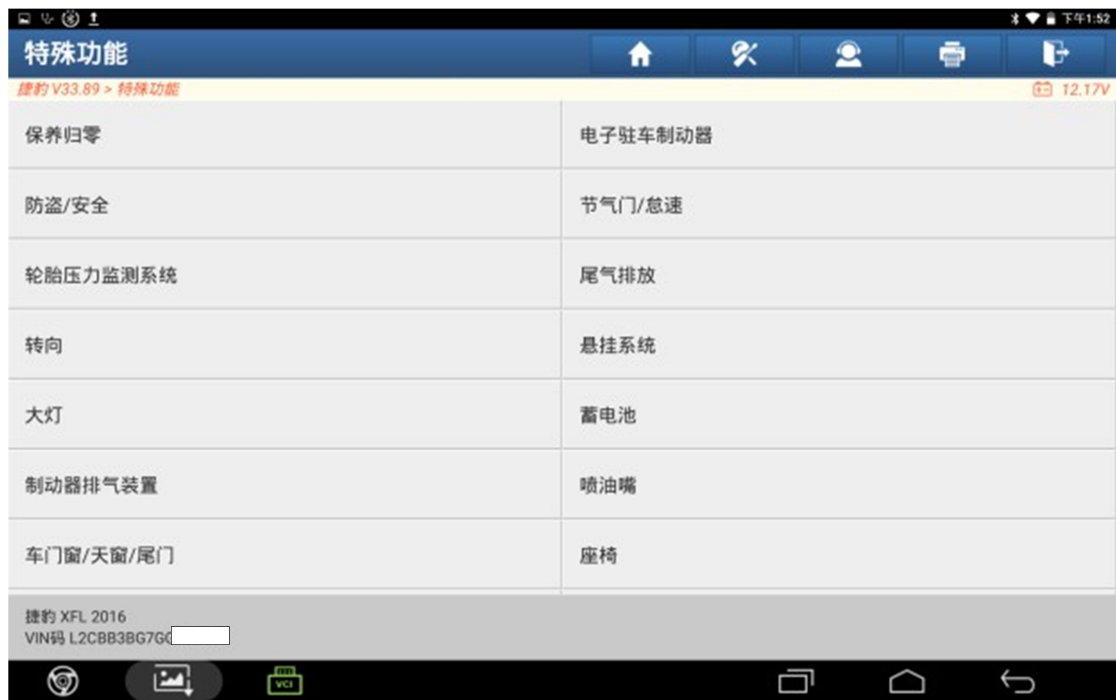 下午1:52
特殊功能
捷豹 V33.89 > 特殊功能
12.17V
保养归零
电子驻车制动器
防盗/安全
节气门/怠速
轮胎压力监测系统
尾气排放
转向
悬挂系统
大灯
蓄电池
制动器排气装置
喷油嘴
车门窗/天窗/尾门
座椅
捷豹 XFL 2016
VIN码 L2CBB3BG7G
VCI